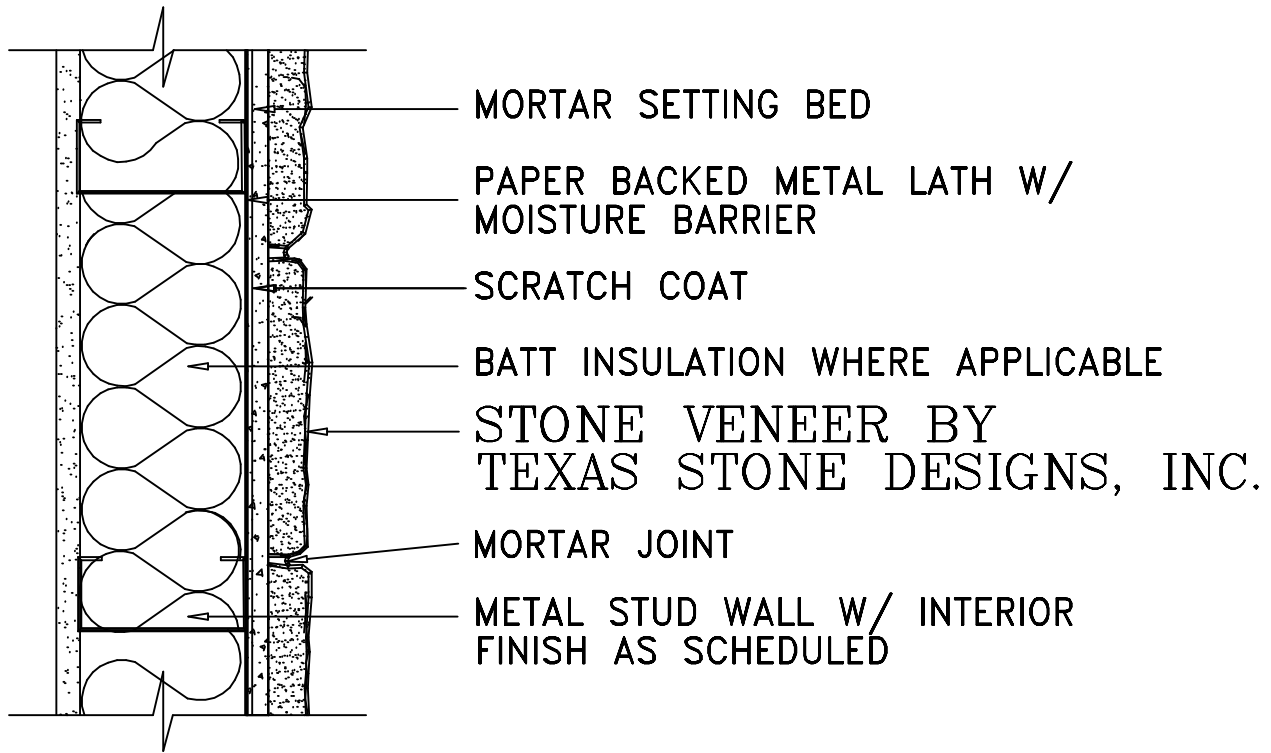 MORTAR SETTING BED
PAPER BACKED METAL LATH W/
MOISTURE BARRIER
SCRATCH COAT
BATT INSULATION WHERE APPLICABLE
STONE VENEER BY
TEXAS STONE DESIGNS, INC.
MORTAR JOINT
METAL STUD WALL W/ INTERIOR
FINISH AS SCHEDULED